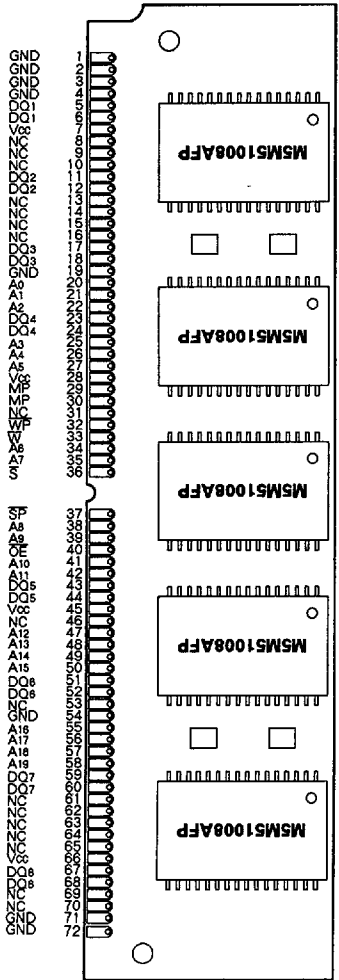 GND 1
GND 2
GND 3
GND 4
DQ1 5
DQ1 6
Vcc 7
NC 8
NC 9
NC 10
DQ2 11
DQ2 12
NC 13
NC 14
NC 15
NC 16
DQ3 17
DQ3 18
GND 19
A0 20
A1 21
A2 22
DQ4 23
DQ4 24
A3 25
A4 26
A5 27
Vcc 28
MP 29
MP 30
NC 31
W̅P̅ 32
W̅ 33
A6 34
A7 35
S̅ 36
S̅P̅ 37
A8 38
A9 39
O̅E̅ 40
A10 41
A11 42
DQ5 43
DQ5 44
Vcc 45
NC 46
A12 47
A13 48
A14 49
A15 50
DQ6 51
DQ6 52
NC 53
GND 54
A16 55
A17 56
A18 57
A19 58
DQ7 59
DQ7 60
NC 61
NC 62
NC 63
NC 64
NC 65
Vcc 66
DQ8 67
DQ8 68
NC 69
NC 70
GND 71
GND 72
M5M51008AFP
M5M51008AFP
M5M51008AFP
M5M51008AFP
M5M51008AFP